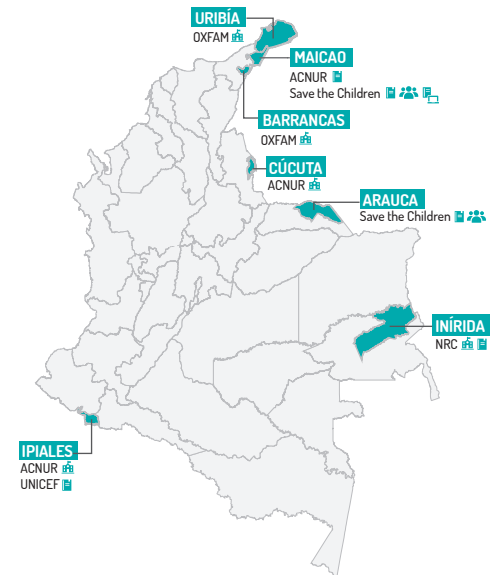 URIBÍA
OXFAM
MAICAO
ACNUR
Save the Children
BARRANCAS
OXFAM
CÚCUTA
ACNUR
ARAUCA
Save the Children
INÍRIDA
NRC
IPIALES
ACNUR
UNICEF